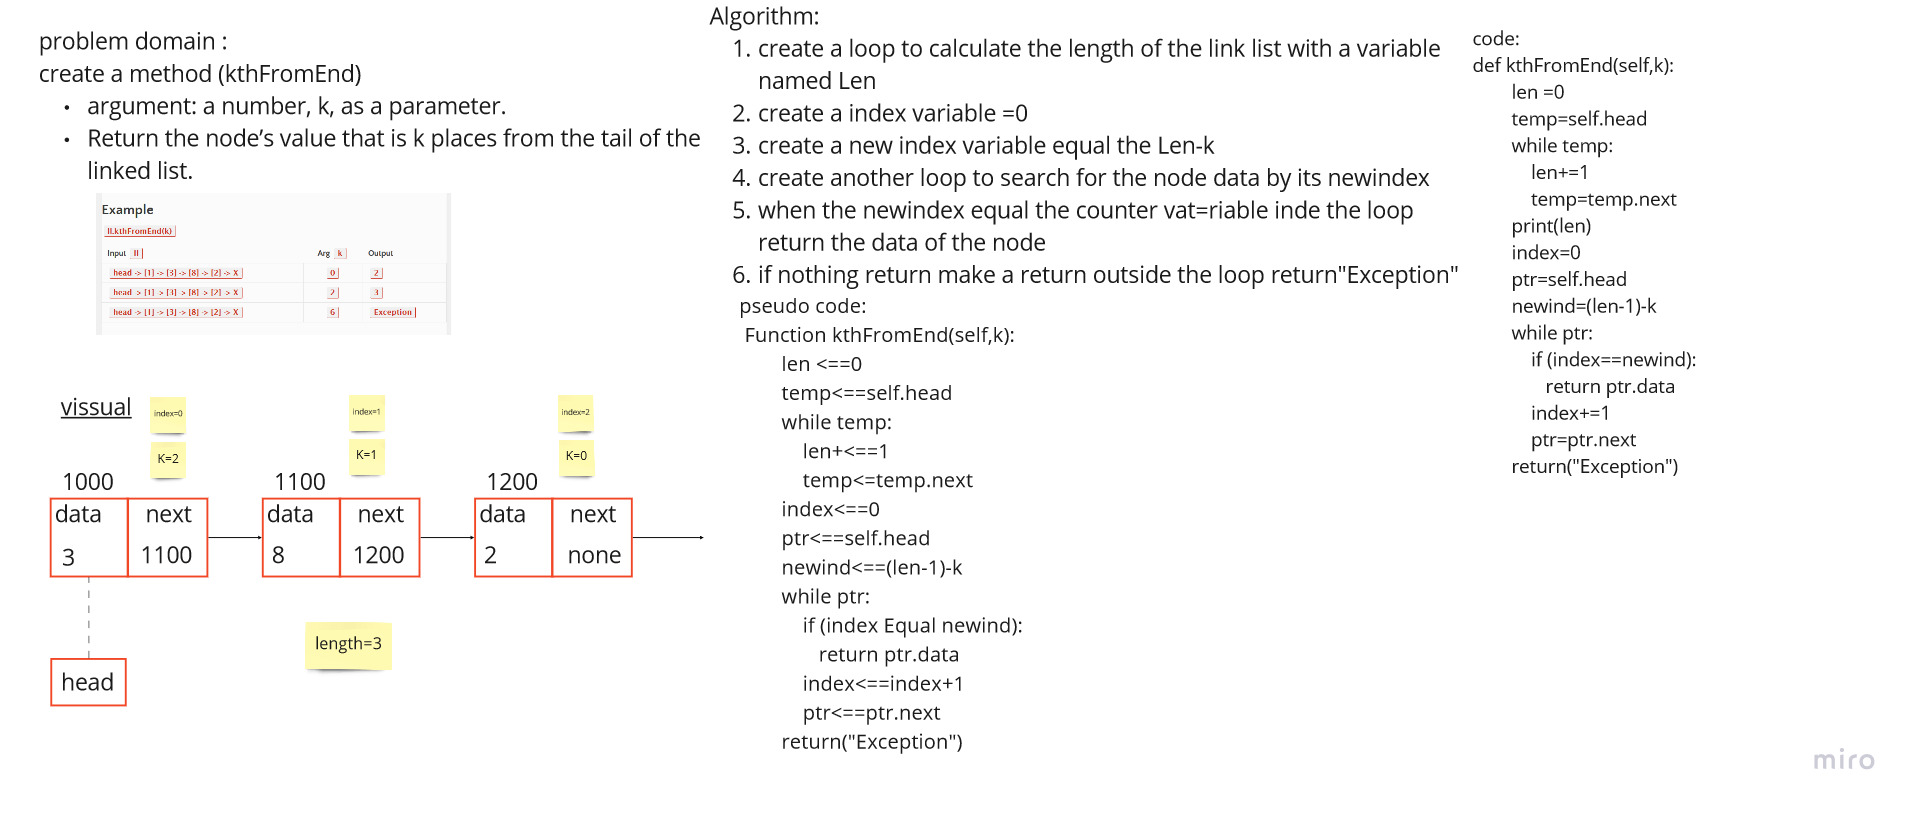 problem domain :
create a method (kthFromEnd)
• argument: a number, k, as a parameter.
• Return the node’s value that is k places from the tail of the
linked list.
Example
ll.kthFromEnd(k)
Input ll Arg k Output
head -> [1] -> [3] -> [8] -> [2] -> X 0 2
head -> [1] -> [3] -> [8] -> [2] -> X 2 3
head -> [1] -> [3] -> [8] -> [2] -> X 6 Exception
vissual
index=0 index=1 index=2
K=2 K=1 K=0
1000 1100 1200
data next data next data next
3 1100 8 1200 2 none
length=3
head
Algorithm:
1. create a loop to calculate the length of the link list with a variable
named Len
2. create a index variable =0
3. create a new index variable equal the Len-k
4. create another loop to search for the node data by its newindex
5. when the newindex equal the counter vat=riable inde the loop
return the data of the node
6. if nothing return make a return outside the loop return"Exception"
pseudo code:
Function kthFromEnd(self,k):
len <==0
temp<==self.head
while temp:
len+<==1
temp<=temp.next
index<==0
ptr<==self.head
newind<==(len-1)-k
while ptr:
if (index Equal newind):
return ptr.data
index<==index+1
ptr<==ptr.next
return("Exception")
code:
def kthFromEnd(self,k):
len =0
temp=self.head
while temp:
len+=1
temp=temp.next
print(len)
index=0
ptr=self.head
newind=(len-1)-k
while ptr:
if (index==newind):
return ptr.data
index+=1
ptr=ptr.next
return("Exception")
miro